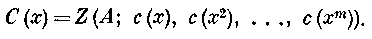 C (x) = Z (A; c (x), c (x²), . . ., c (xᵐ)).